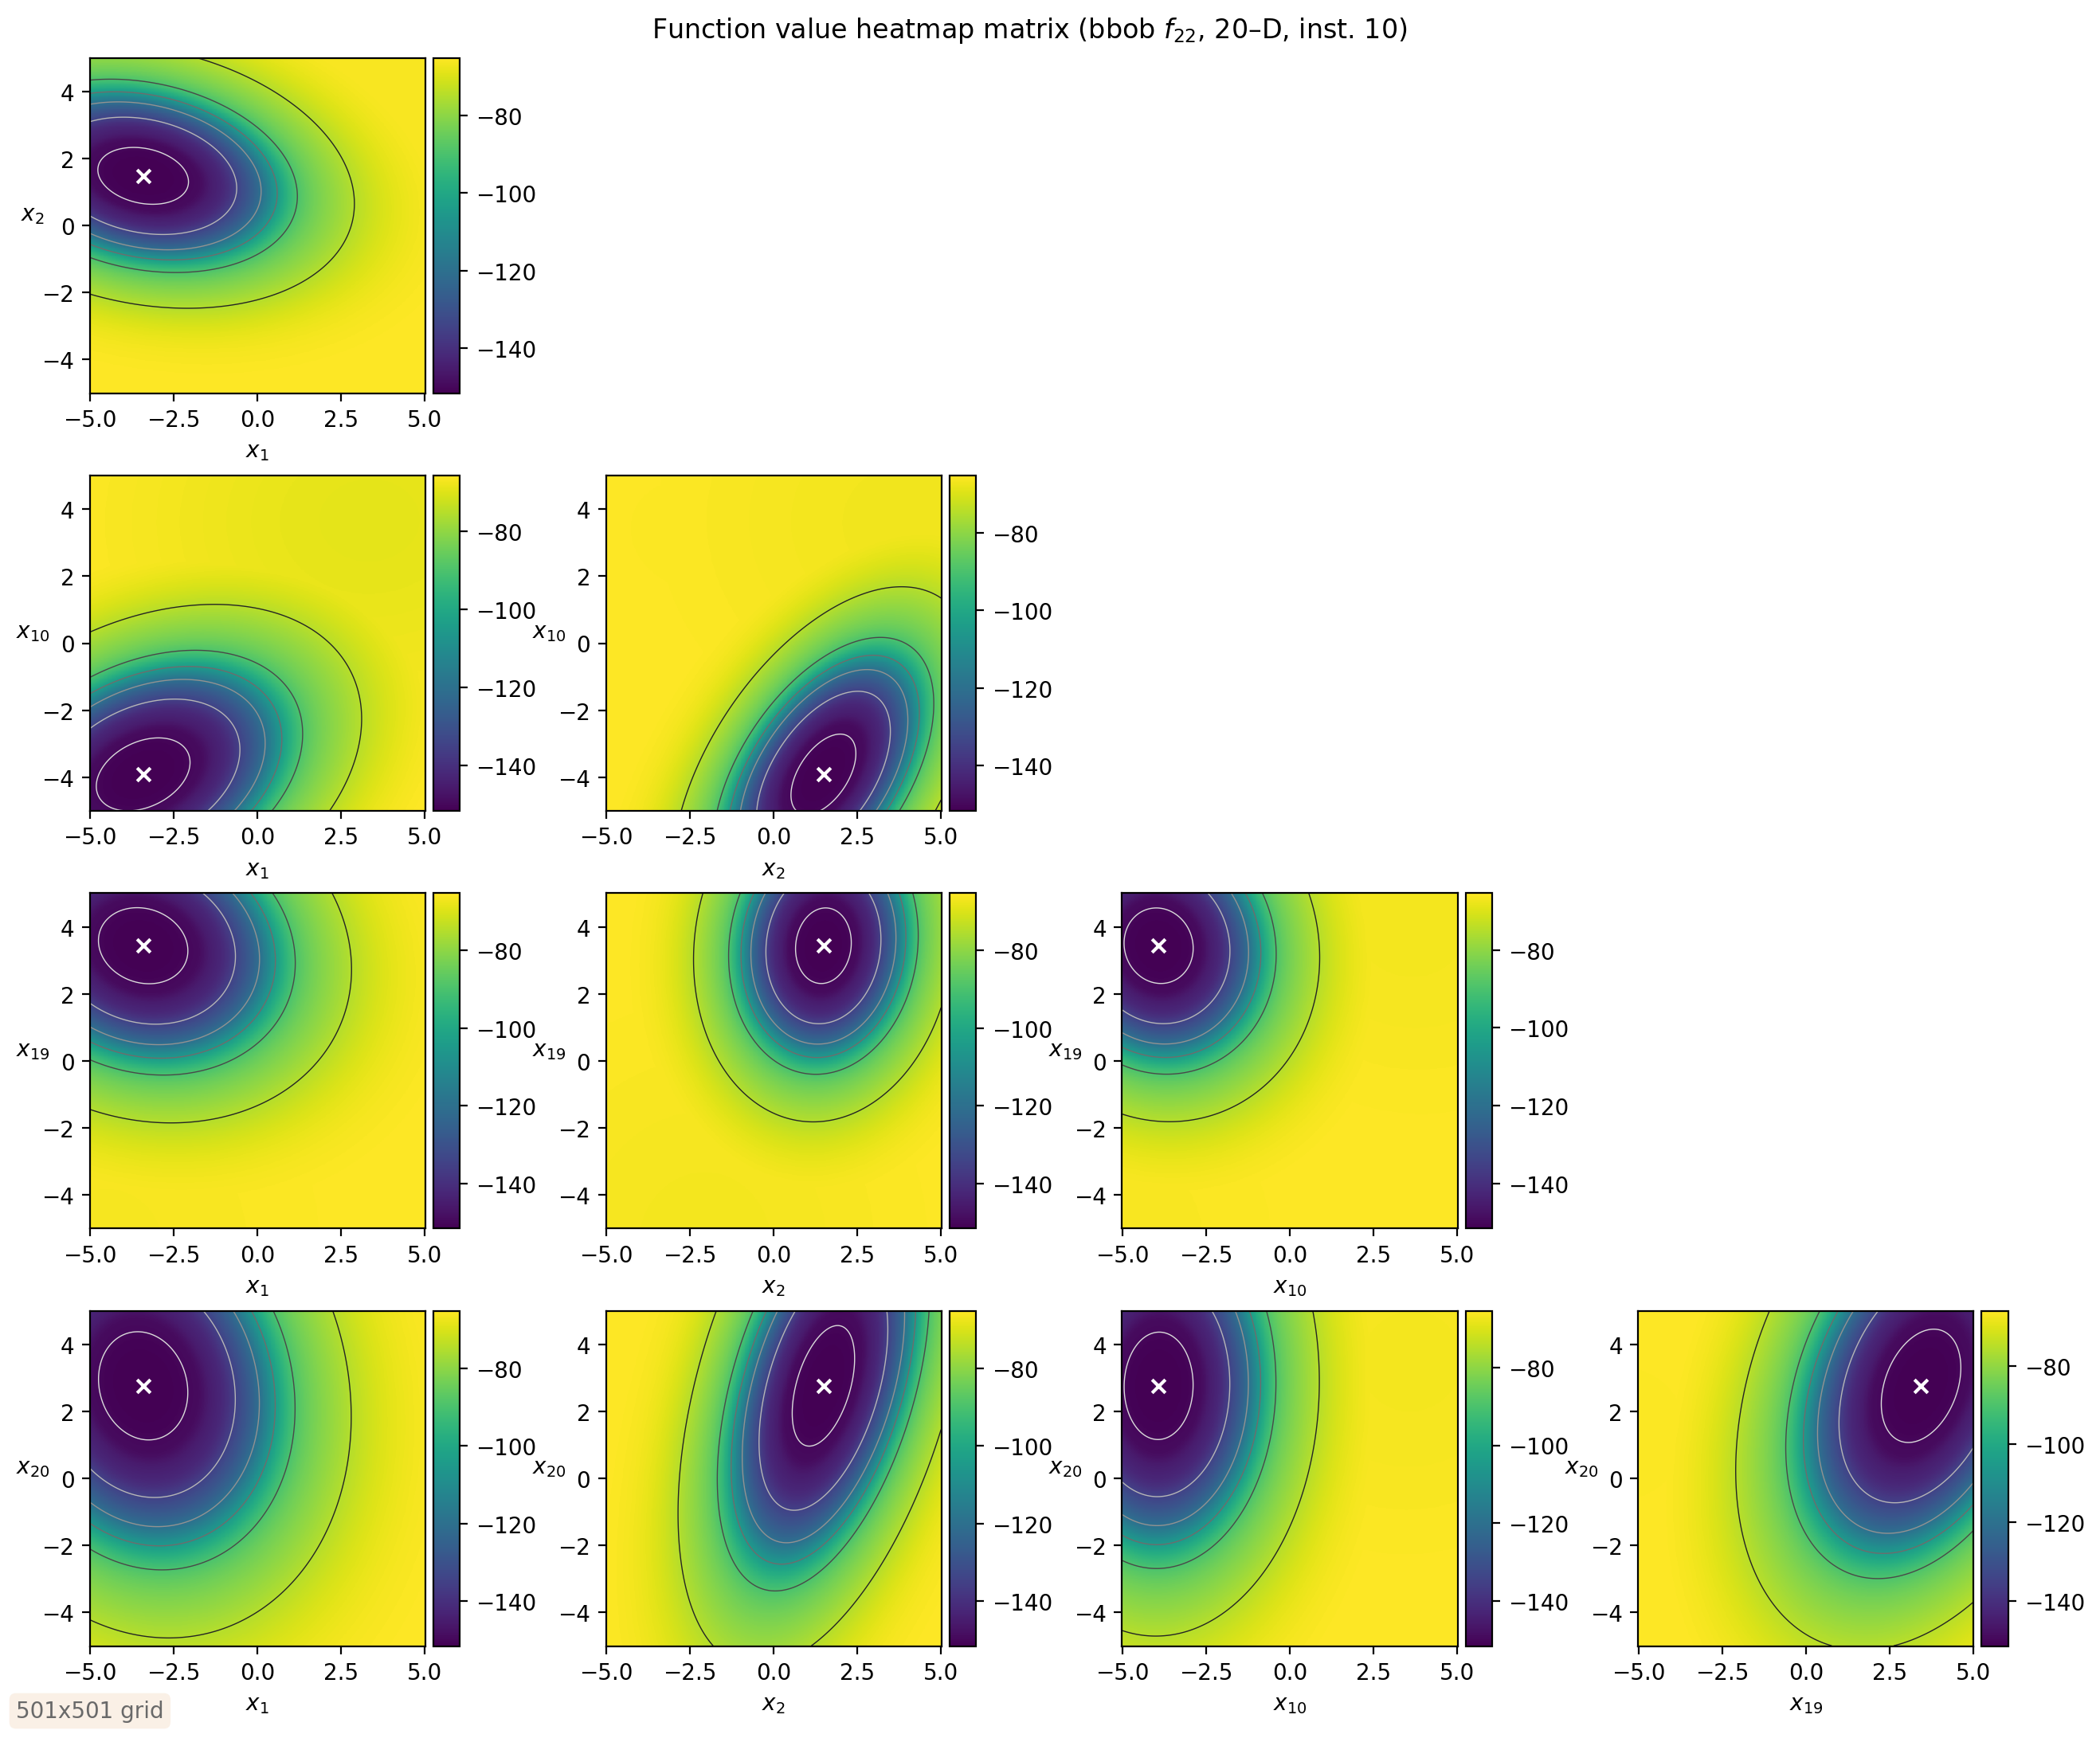 Function value heatmap matrix (bbob f22, 20–D, inst. 10)
4
2
0
−2
−4
x2
−5.0 −2.5 0.0 2.5 5.0
x1
−80
−100
−120
−140
4
2
0
−2
−4
x10
−5.0 −2.5 0.0 2.5 5.0
x1
−80
−100
−120
−140
4
2
0
−2
−4
x10
−5.0 −2.5 0.0 2.5 5.0
x2
−80
−100
−120
−140
4
2
0
−2
−4
x19
−5.0 −2.5 0.0 2.5 5.0
x1
−80
−100
−120
−140
4
2
0
−2
−4
x19
−5.0 −2.5 0.0 2.5 5.0
x2
−80
−100
−120
−140
4
2
0
−2
−4
x19
−5.0 −2.5 0.0 2.5 5.0
x10
−80
−100
−120
−140
4
2
0
−2
−4
x20
−5.0 −2.5 0.0 2.5 5.0
x1
−80
−100
−120
−140
4
2
0
−2
−4
x20
−5.0 −2.5 0.0 2.5 5.0
x2
−80
−100
−120
−140
4
2
0
−2
−4
x20
−5.0 −2.5 0.0 2.5 5.0
x10
−80
−100
−120
−140
4
2
0
−2
−4
x20
−5.0 −2.5 0.0 2.5 5.0
x19
−80
−100
−120
−140
501x501 grid